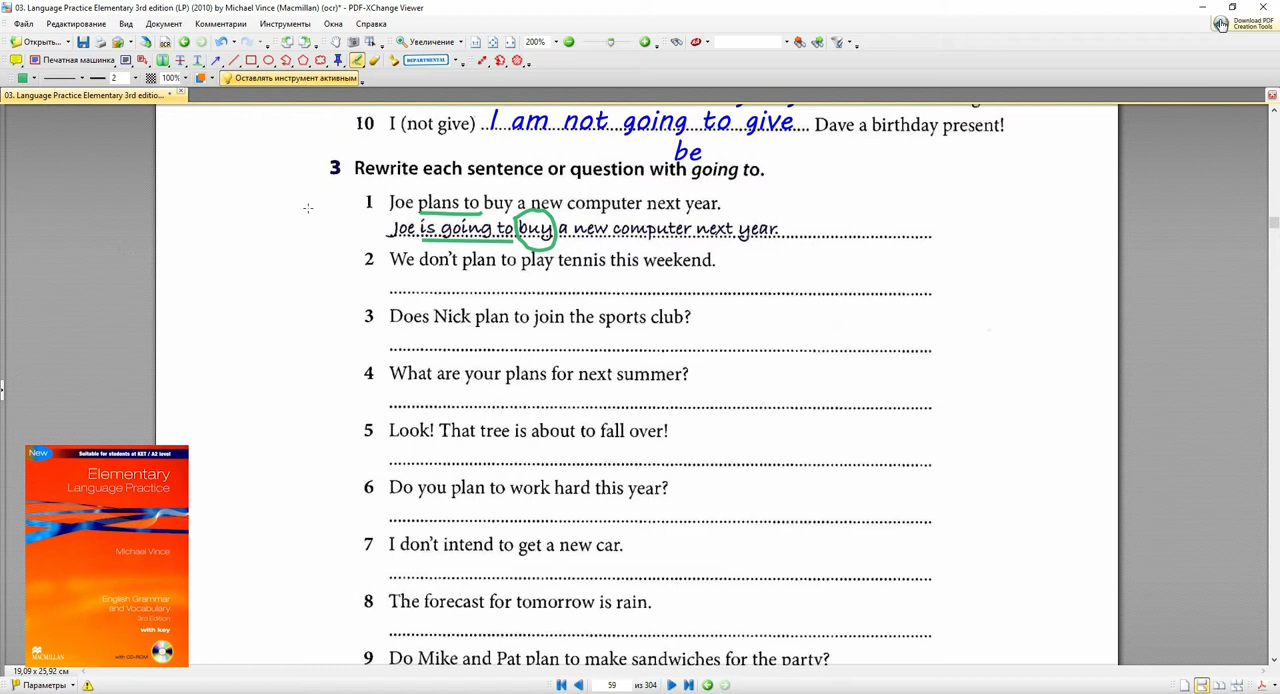 03. Language Practice Elementary 3rd edition (LP) (2010) by Michael Vince (Macmillan) (ocr)* - PDF-XChange Viewer
Файл Редактирование Вид Документ Комментарии Инструменты Окна Справка
Download PDF Creation Tools
Открыть... Увеличение 200%
Печатная машинка DEPARTMENTAL
2 100% Оставлять инструмент активным
03. Language Practice Elementary 3rd editio... *
10 I (not give) ..I am not going to give.... Dave a birthday present!
be
3 Rewrite each sentence or question with going to.
1 Joe plans to buy a new computer next year.
Joe is going to buy a new computer next year.
2 We don't plan to play tennis this weekend.
3 Does Nick plan to join the sports club?
4 What are your plans for next summer?
5 Look! That tree is about to fall over!
6 Do you plan to work hard this year?
7 I don't intend to get a new car.
8 The forecast for tomorrow is rain.
9 Do Mike and Pat plan to make sandwiches for the party?
New Suitable for students at KET / A2 level
Elementary
Language Practice
Michael Vince
English Grammar
and Vocabulary
3rd Edition
with key
MACMILLAN with CD-ROM
19,09 x 25,92 см
Параметры 59 из 304